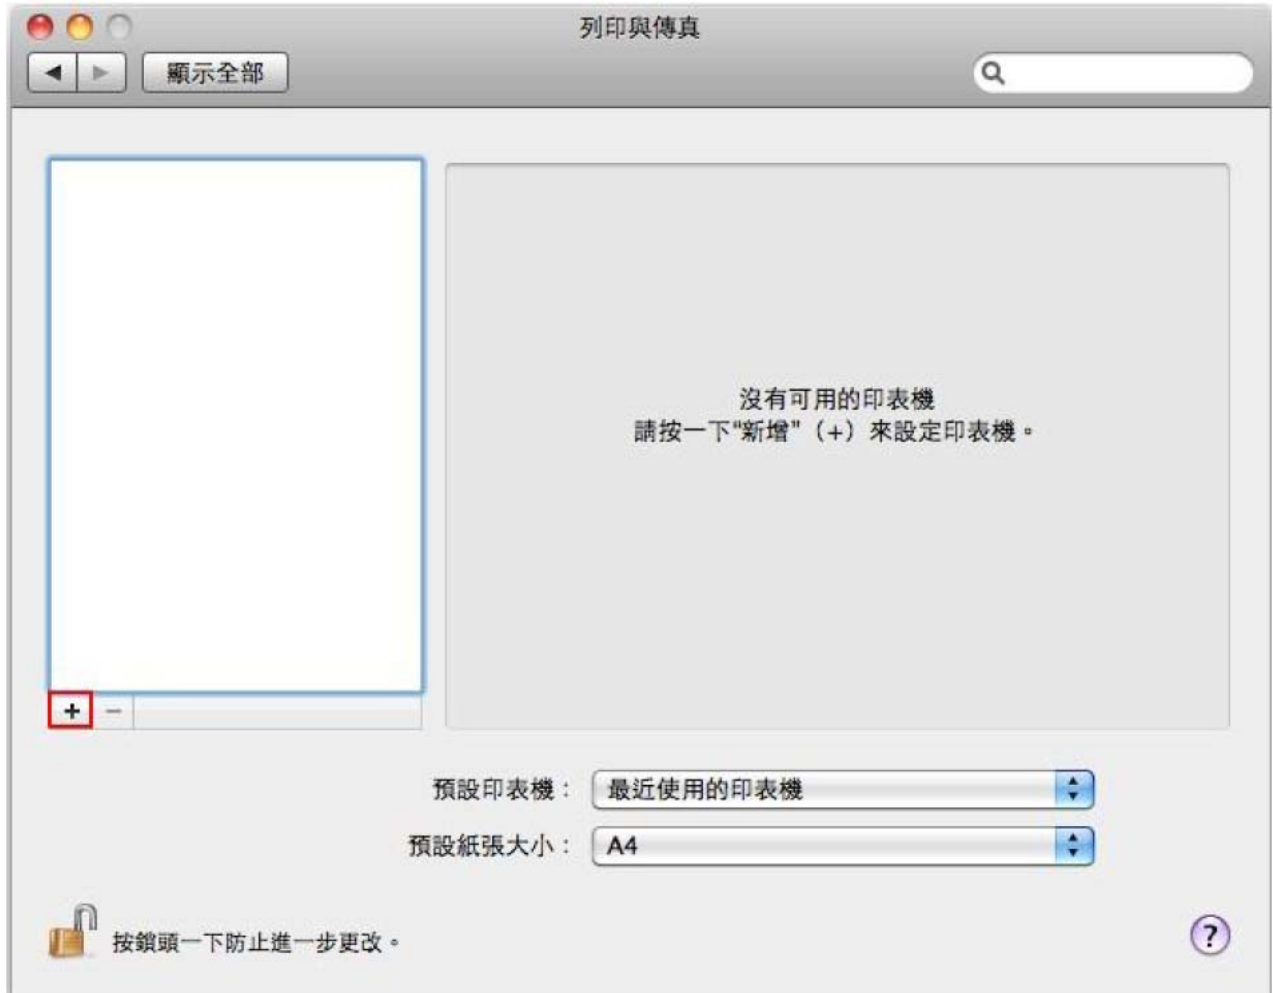 列印與傳真
顯示全部
沒有可用的印表機
請按一下“新增”（+）來設定印表機。
預設印表機： 最近使用的印表機
預設紙張大小： A4
按鎖頭一下防止進一步更改。